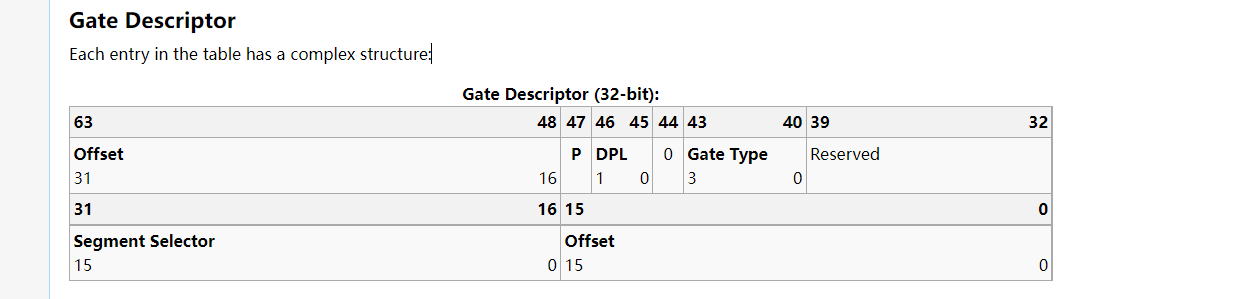 Gate Descriptor
Each entry in the table has a complex structure:
Gate Descriptor (32-bit):
63 48 47 46 45 44 43 40 39 32
Offset P DPL 0 Gate Type Reserved
31 16 1 0 3 0
31 16 15 0
Segment Selector Offset
15 0 15 0